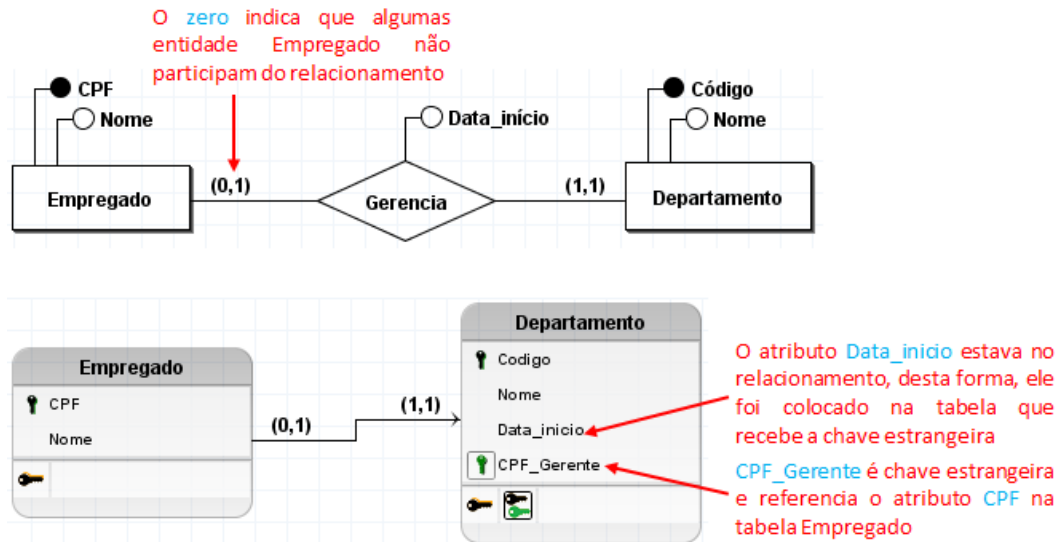 O zero indica que algumas
entidade Empregado não
participam do relacionamento
CPF
Nome
Data_início
Código
Nome
Empregado
(0,1)
Gerencia
(1,1)
Departamento
Departamento
Codigo
Nome
Data_inicio
CPF_Gerente
Empregado
CPF
Nome
(0,1)
(1,1)
O atributo Data_inicio estava no
relacionamento, desta forma, ele
foi colocado na tabela que
recebe a chave estrangeira
CPF_Gerente é chave estrangeira
e referencia o atributo CPF na
tabela Empregado